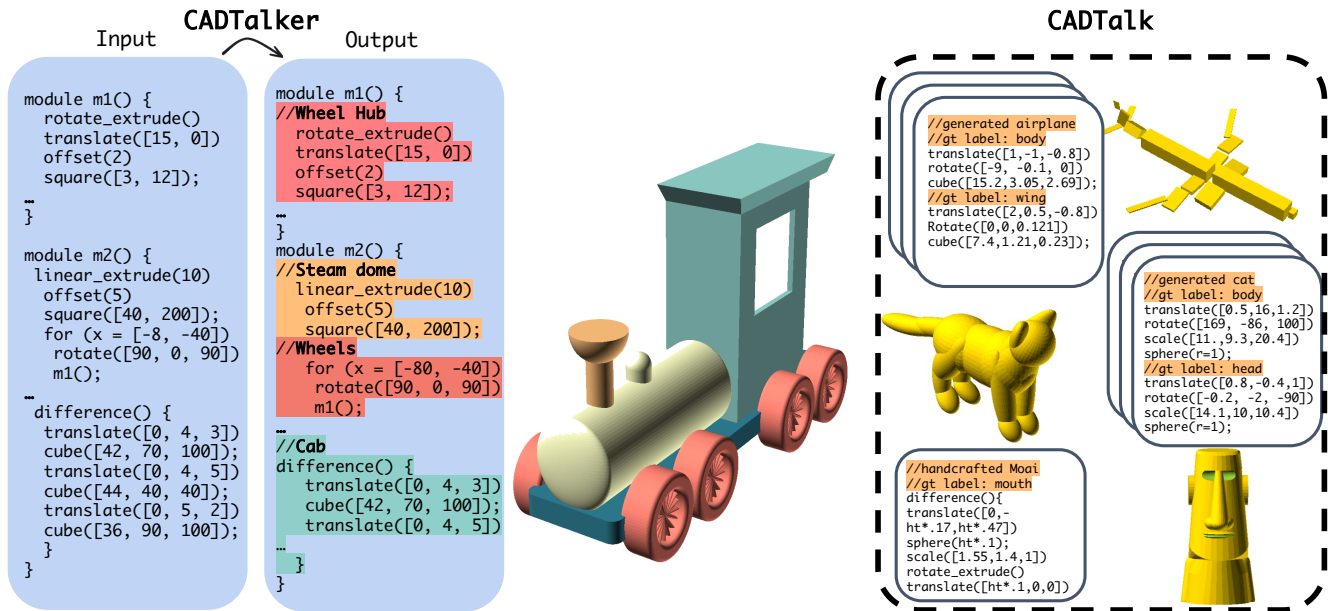 CADTalker
Input
Output
module m1() {
rotate_extrude()
translate([15, 0])
offset(2)
square([3, 12]);
…
}
module m2() {
linear_extrude(10)
offset(5)
square([40, 200]);
for (x = [-8, -40])
rotate([90, 0, 90])
m1();
…
difference() {
translate([0, 4, 3])
cube([42, 70, 100]);
translate([0, 4, 5])
cube([44, 40, 40]);
translate([0, 5, 2])
cube([36, 90, 100]);
}
}
module m1() {
//Wheel Hub
rotate_extrude()
translate([15, 0])
offset(2)
square([3, 12]);
…
}
module m2() {
//Steam dome
linear_extrude(10)
offset(5)
square([40, 200]);
//Wheels
for (x = [-80, -40])
rotate([90, 0, 90])
m1();
…
//Cab
difference() {
translate([0, 4, 3])
cube([42, 70, 100]);
translate([0, 4, 5])
…
}
}
CADTalk
//generated airplane
//gt label: body
translate([1,-1,-0.8])
rotate([-9, -0.1, 0])
cube([15.2,3.05,2.69]);
//gt label: wing
translate([2,0.5,-0.8])
Rotate([0,0,0.121])
cube([7.4,1.21,0.23]);
//generated cat
//gt label: body
translate([0.5,16,1.2])
rotate([169, -86, 100])
scale([11.,9.3,20.4])
sphere(r=1);
//gt label: head
translate([0.8,-0.4,1])
rotate([-0.2, -2, -90])
scale([14.1,10,10.4])
sphere(r=1);
//handcrafted Moai
//gt label: mouth
difference(){
translate([0,-
ht*.17,ht*.47])
sphere(ht*.1);
scale([1.55,1.4,1])
rotate_extrude()
translate([ht*.1,0,0])